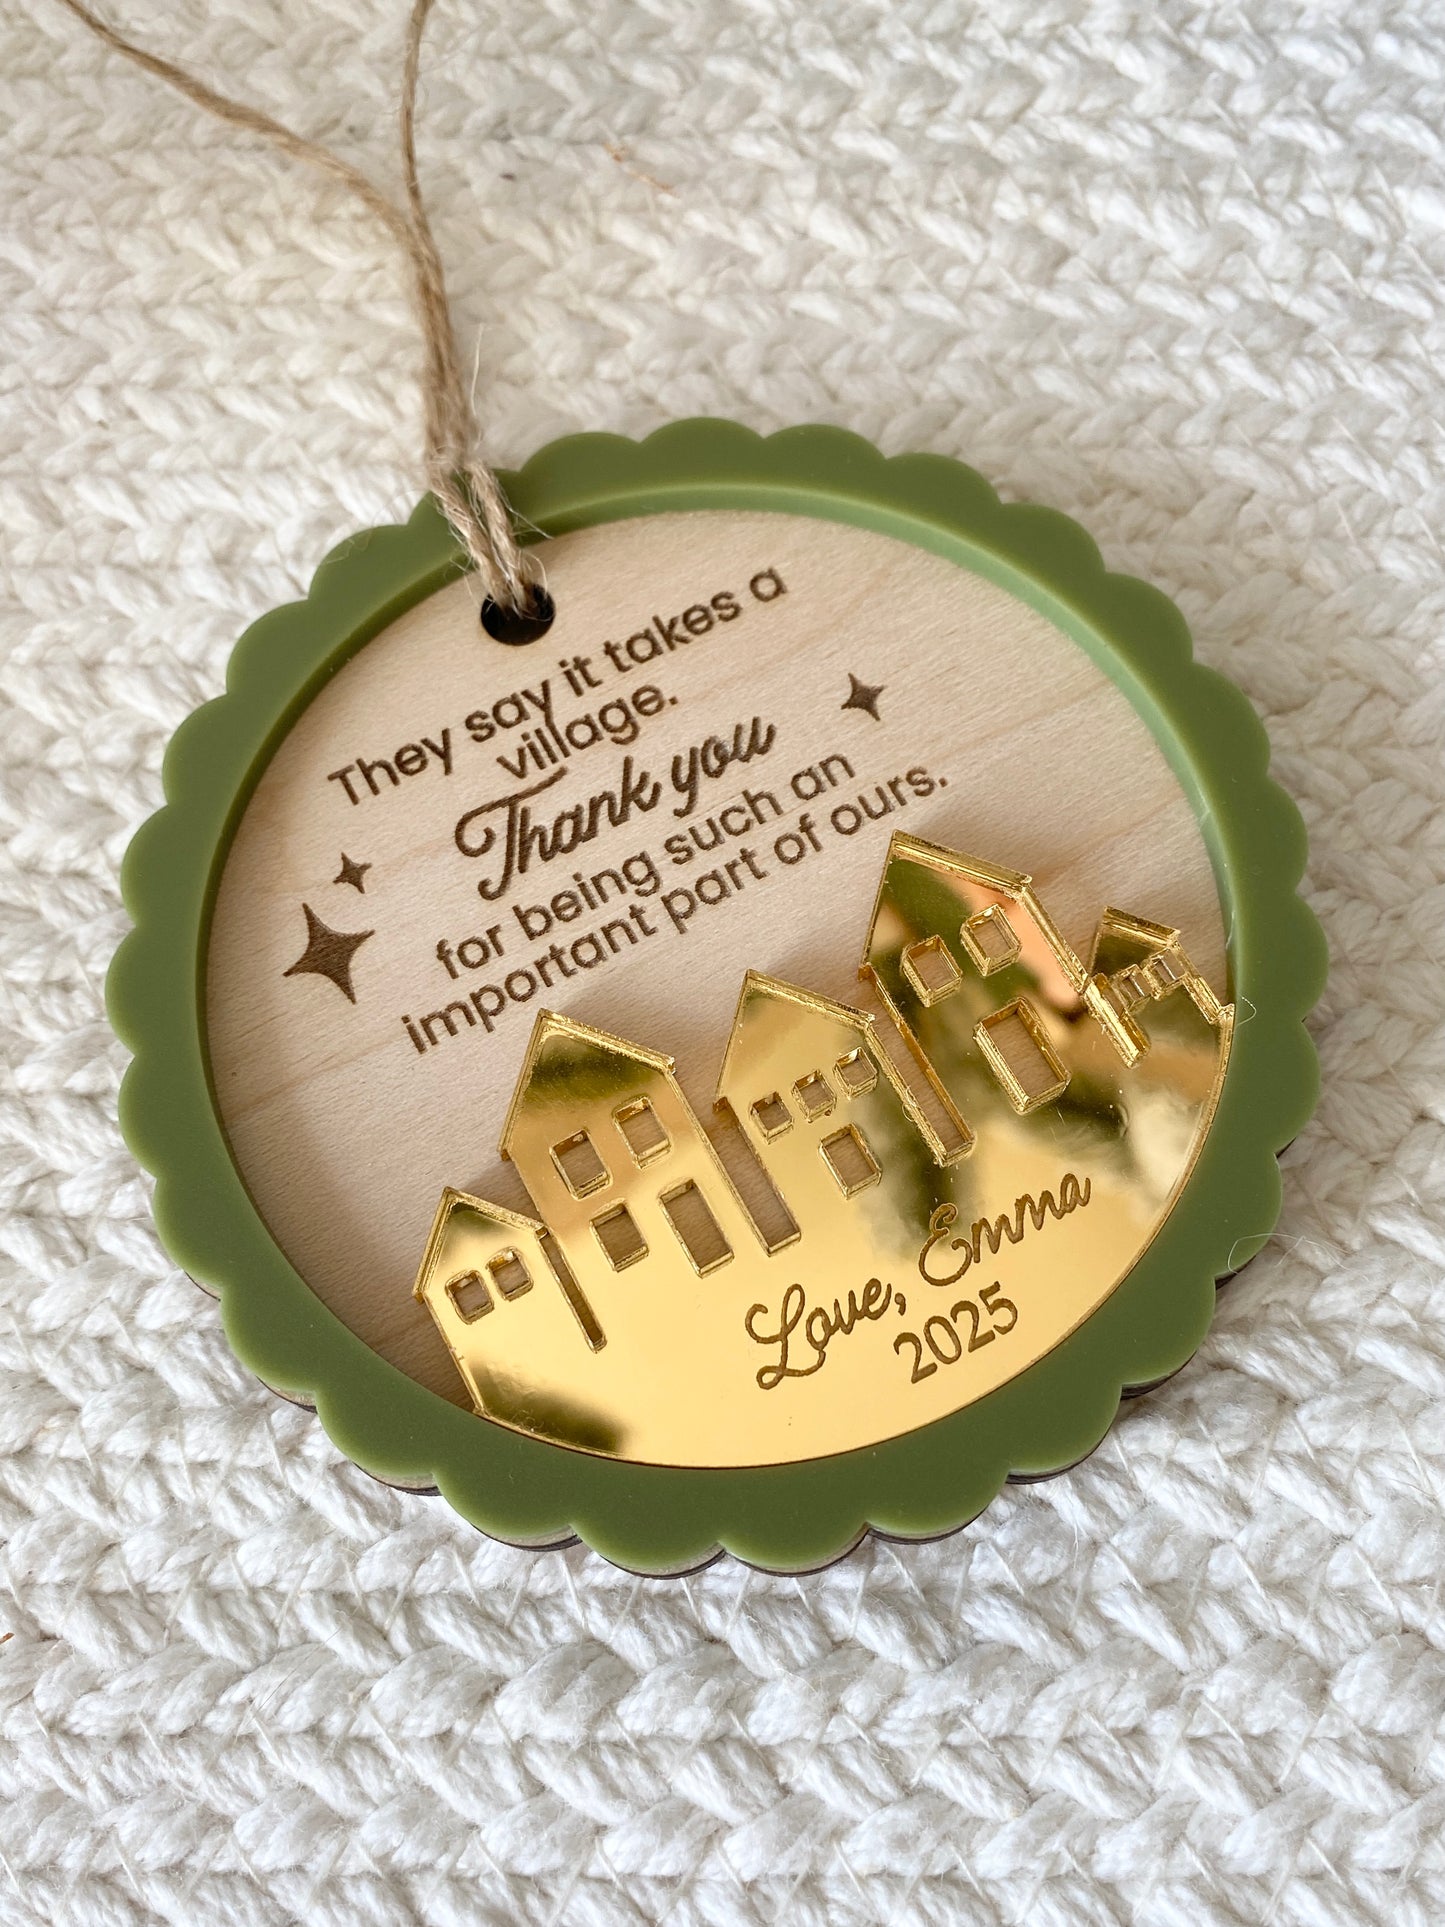 They say it takes a
village.
Thank you
for being such an
important part of ours.
Love, Emma
2025